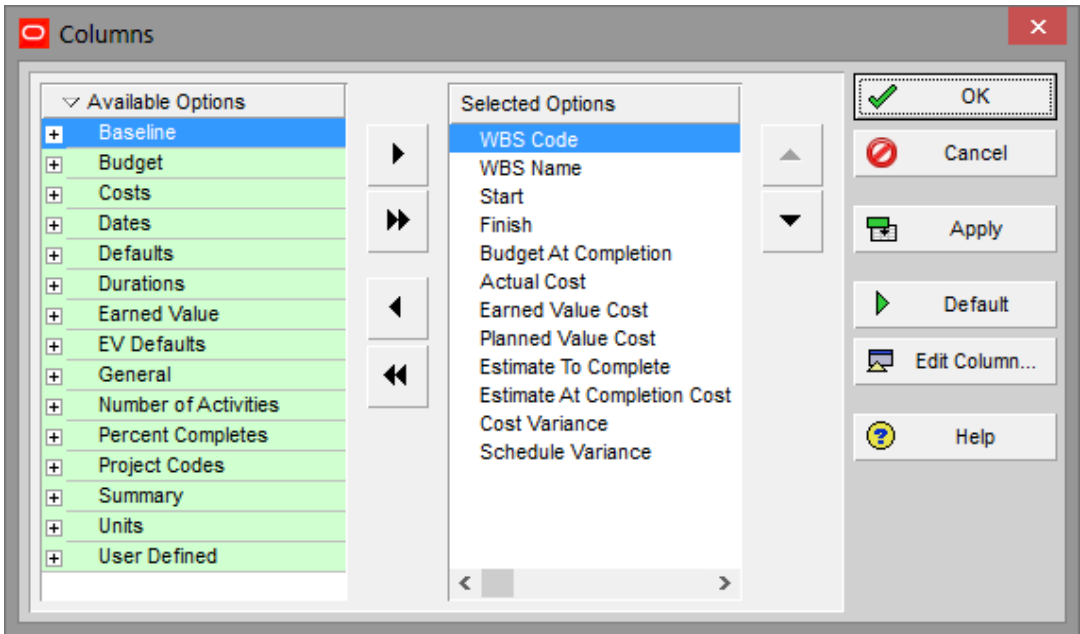 Columns
Available Options
Baseline
Budget
Costs
Dates
Defaults
Durations
Earned Value
EV Defaults
General
Number of Activities
Percent Completes
Project Codes
Summary
Units
User Defined
Selected Options
WBS Code
WBS Name
Start
Finish
Budget At Completion
Actual Cost
Earned Value Cost
Planned Value Cost
Estimate To Complete
Estimate At Completion Cost
Cost Variance
Schedule Variance
OK
Cancel
Apply
Default
Edit Column...
Help